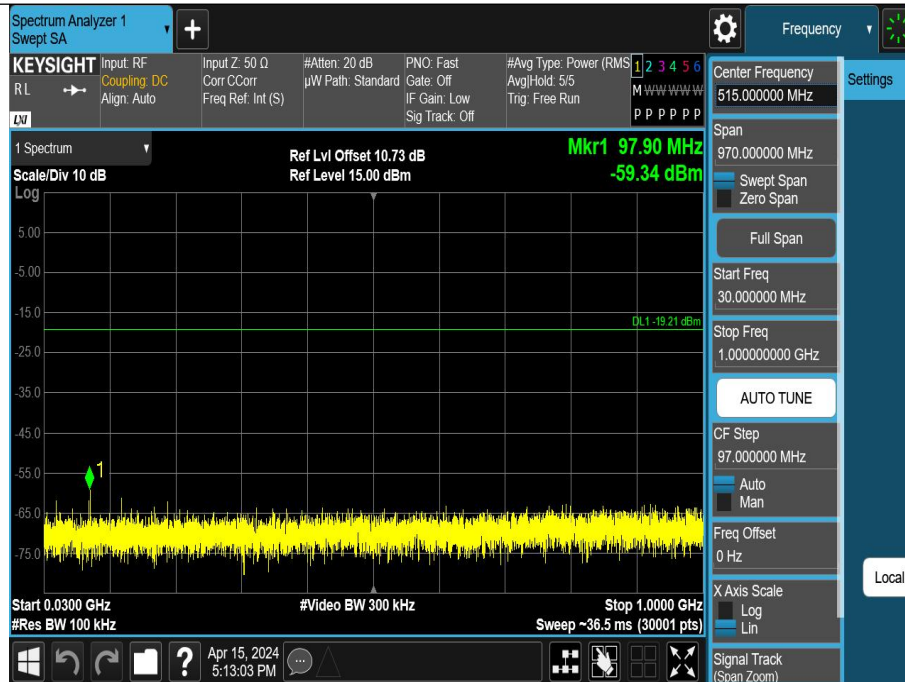 Spectrum Analyzer 1
Swept SA
▼
+
Frequency
▼
KEYSIGHT
RL
LXI
Input: RF
Coupling: DC
Align: Auto
Input Z: 50 Ω
Corr CCorr
Freq Ref: Int (S)
#Atten: 20 dB
µW Path: Standard
PNO: Fast
Gate: Off
IF Gain: Low
Sig Track: Off
#Avg Type: Power (RMS
Avg|Hold: 5/5
Trig: Free Run
1 2 3 4 5 6
M W W W W W
P P P P P P
1 Spectrum ▼
Scale/Div 10 dB
Log
Ref Lvl Offset 10.73 dB
Ref Level 15.00 dBm
Mkr1 97.90 MHz
-59.34 dBm
5.00
-5.00
-15.0
DL1 -19.21 dBm
-25.0
-35.0
-45.0
-55.0
1
-65.0
-75.0
Start 0.0300 GHz
#Res BW 100 kHz
#Video BW 300 kHz
Stop 1.0000 GHz
Sweep ~36.5 ms (30001 pts)
Center Frequency
515.000000 MHz
Settings
Span
970.000000 MHz
Swept Span
Zero Span
Full Span
Start Freq
30.000000 MHz
Stop Freq
1.000000000 GHz
AUTO TUNE
CF Step
97.000000 MHz
Auto
Man
Freq Offset
0 Hz
Local
X Axis Scale
Log
Lin
Signal Track
(Span Zoom)
?
Apr 15, 2024
5:13:03 PM